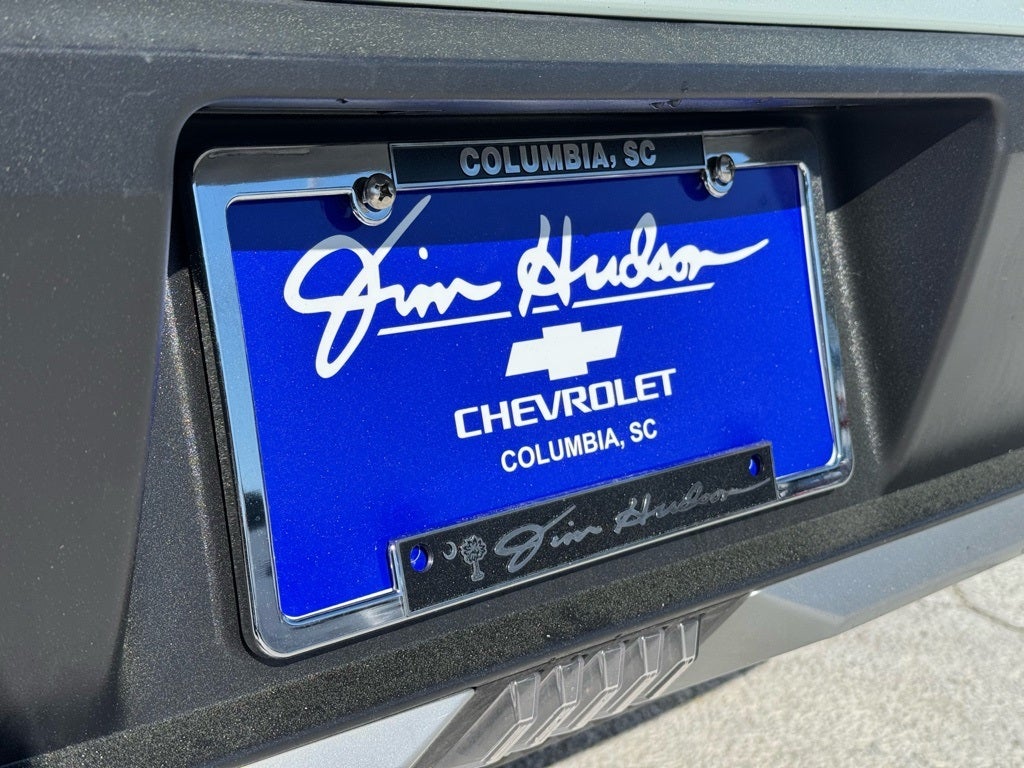 COLUMBIA, SC
Jim Hudson
CHEVROLET
COLUMBIA, SC
Jim Hudson